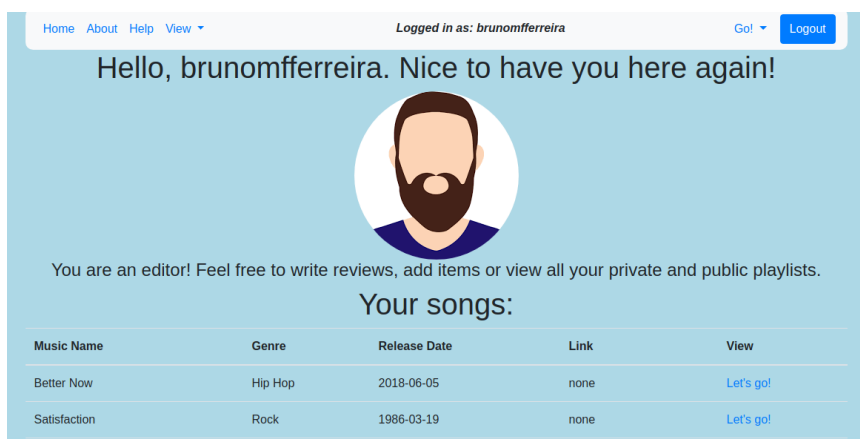 Home About Help View Logged in as: brunomfferreira Go! Logout
Hello, brunomfferreira. Nice to have you here again!
You are an editor! Feel free to write reviews, add items or view all your private and public playlists.
Your songs:
Music Name Genre Release Date Link View
Better Now Hip Hop 2018-06-05 none Let's go!
Satisfaction Rock 1986-03-19 none Let's go!